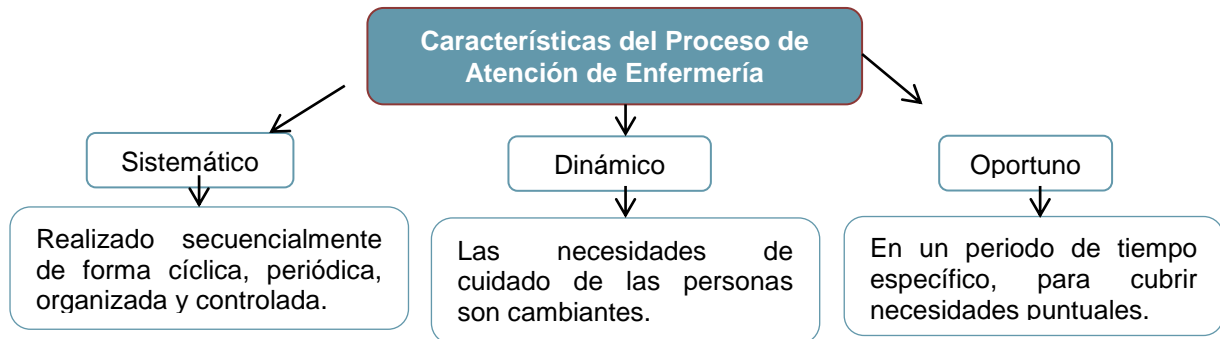 Características del Proceso de
Atención de Enfermería
Sistemático
Dinámico
Oportuno
Realizado secuencialmente
de forma cíclica, periódica,
organizada y controlada.
Las necesidades de
cuidado de las personas
son cambiantes.
En un periodo de tiempo
específico, para cubrir
necesidades puntuales.